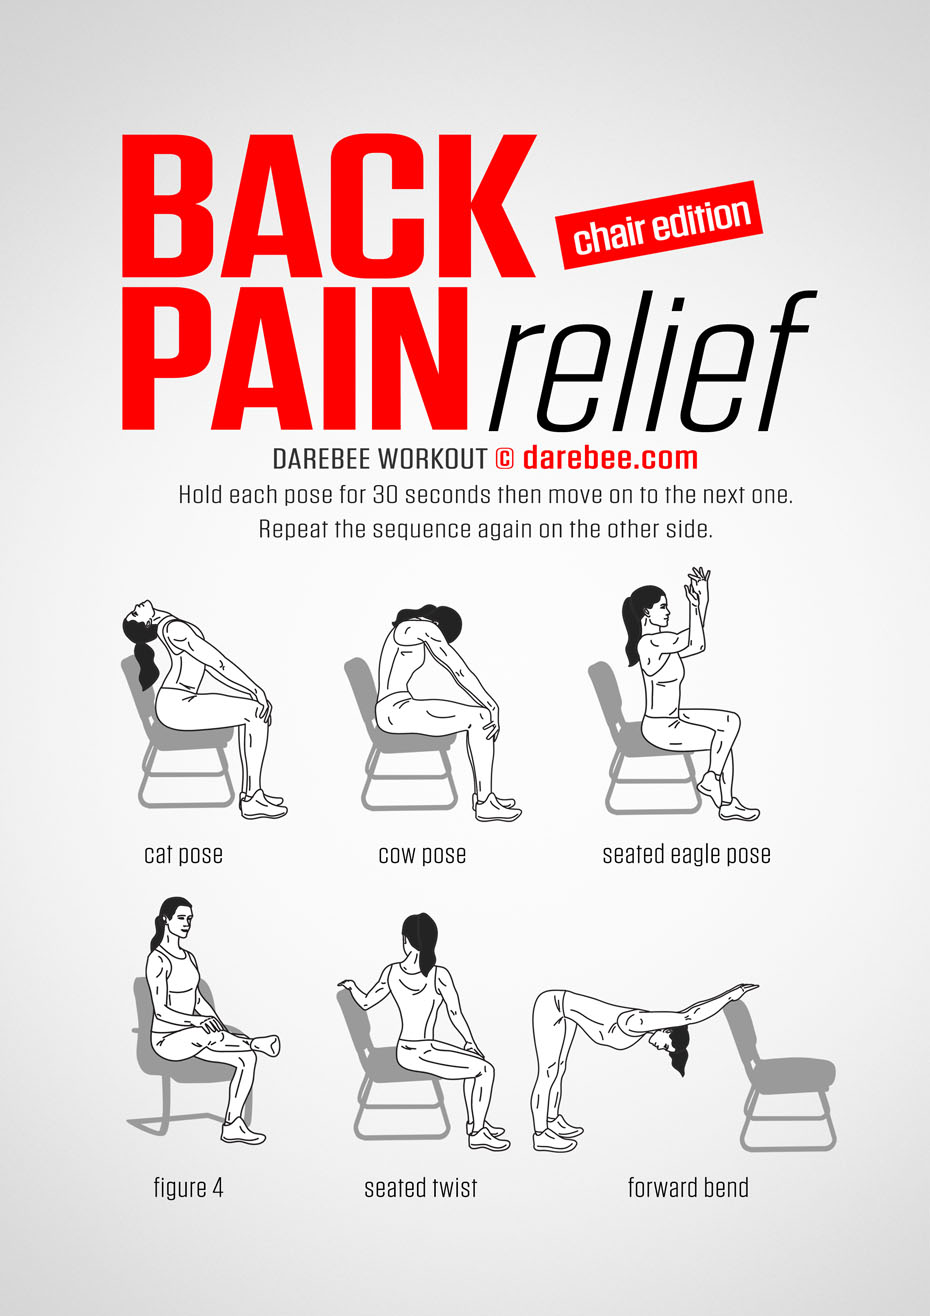 BACK
chair edition
PAIN relief
DAREBEE WORKOUT © darebee.com
Hold each pose for 30 seconds then move on to the next one.
Repeat the sequence again on the other side.
cat pose
cow pose
seated eagle pose
figure 4
seated twist
forward bend